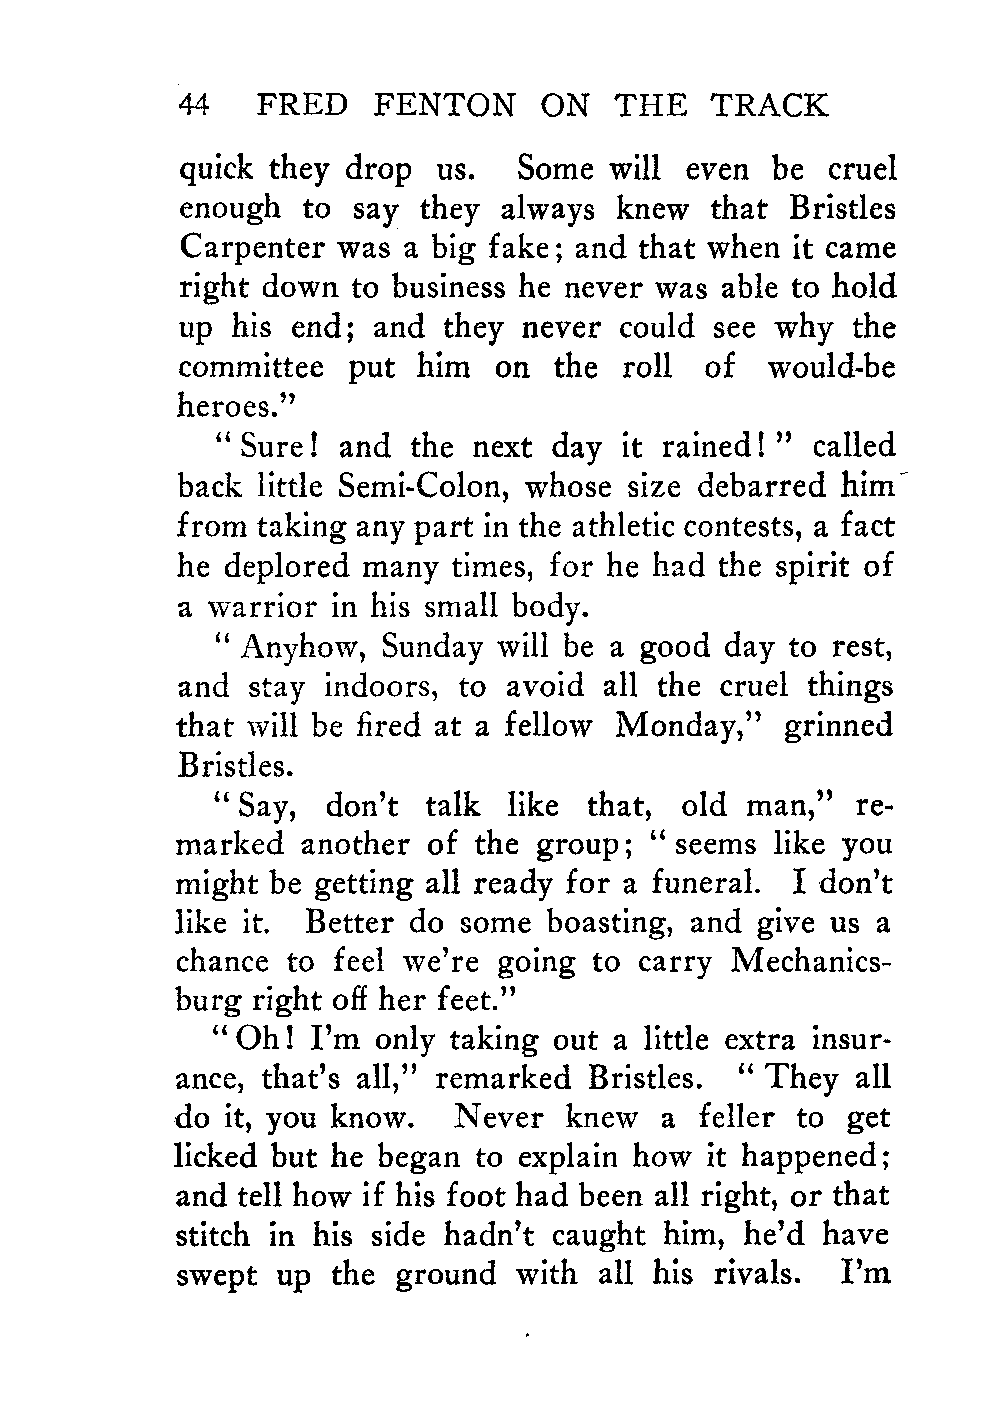 44 FRED FENTON ON THE TRACK
quick they drop us. Some will even be cruel
enough to say they always knew that Bristles
Carpenter was a big fake; and that when it came
right down to business he never was able to hold
up his end; and they never could see why the
committee put him on the roll of would-be
heroes."
" Sure! and the next day it rained! " called
back little Semi-Colon, whose size debarred him
from taking any part in the athletic contests, a fact
he deplored many times, for he had the spirit of
a warrior in his small body.
" Anyhow, Sunday will be a good day to rest,
and stay indoors, to avoid all the cruel things
that will be fired at a fellow Monday," grinned
Bristles.
" Say, don't talk like that, old man," re-
marked another of the group; " seems like you
might be getting all ready for a funeral. I don't
like it. Better do some boasting, and give us a
chance to feel we're going to carry Mechanics-
burg right off her feet."
" Oh! I'm only taking out a little extra insur-
ance, that's all," remarked Bristles. " They all
do it, you know. Never knew a feller to get
licked but he began to explain how it happened;
and tell how if his foot had been all right, or that
stitch in his side hadn't caught him, he'd have
swept up the ground with all his rivals. I'm